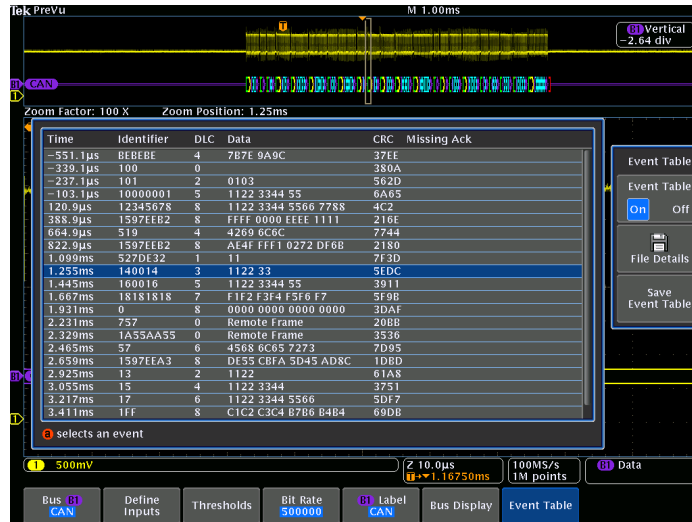 Tek PreVu M 1.00ms
T
B1 Vertical
-2.64 div
B1 CAN
1
Zoom Factor: 100 X Zoom Position: 1.25ms
Time Identifier DLC Data CRC Missing Ack
-551.1µs BEBEBE 4 7B7E 9A9C 37EE
-339.1µs 100 0 380A
-237.1µs 101 2 0103 562D
-103.1µs 10000001 5 1122 3344 55 6A65
120.9µs 12345678 8 1122 3344 5566 7788 4C2
388.9µs 1597EEB2 8 FFFF 0000 EEEE 1111 216E
664.9µs 519 4 4269 6C6C 7744
822.9µs 1597EEB2 8 AE4F FFF1 0272 DF6B 2180
1.099ms 527DE32 1 11 7F3D
1.255ms 140014 3 1122 33 5EDC
1.445ms 160016 5 1122 3344 55 3911
1.667ms 18181818 7 F1F2 F3F4 F5F6 F7 5F9B
1.931ms 0 8 0000 0000 0000 0000 3DAF
2.231ms 757 0 Remote Frame 20BB
2.329ms 1A55AA55 0 Remote Frame 3536
2.465ms 57 6 4568 6C65 7273 7D95
2.659ms 1597EEA3 8 DE55 CBFA 5D45 AD8C 1DBD
2.925ms 13 2 1122 61A8
3.055ms 15 4 1122 3344 3751
3.217ms 17 6 1122 3344 5566 5DF7
3.411ms 1FF 8 C1C2 C3C4 B7B6 B4B4 69DB
a selects an event
Event Table
Event Table
On Off
File Details
Save
Event Table
B1
1
1 500mV
Z 10.0µs
T→▼1.16750ms
100MS/s
1M points
B1 Data
Bus B1
CAN
Define
Inputs
Thresholds
Bit Rate
500000
B1 Label
CAN
Bus Display
Event Table